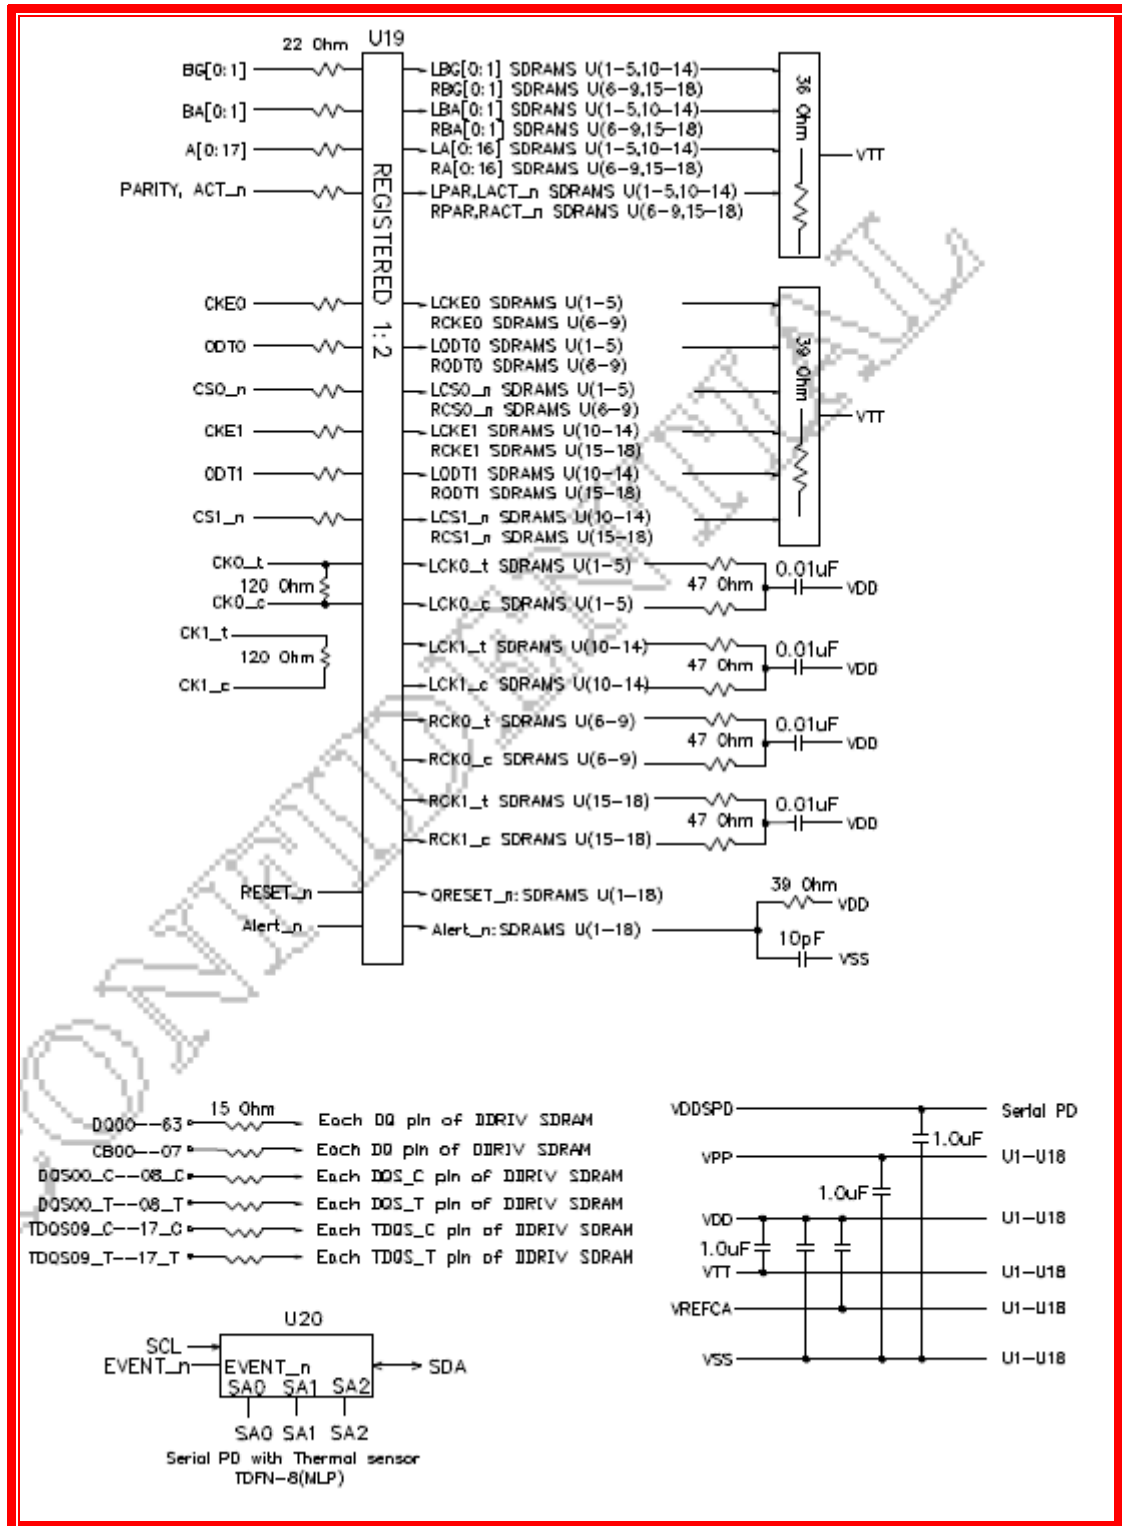 22 Ohm U19
BG[0:1] LBG[0:1] SDRAMS U(1-5,10-14)
RBG[0:1] SDRAMS U(6-9,15-18)
BA[0:1] LBA[0:1] SDRAMS U(1-5,10-14)
RBA[0:1] SDRAMS U(6-9,15-18)
A[0:17] LA[0:16] SDRAMS U(1-5,10-14)
RA[0:16] SDRAMS U(6-9,15-18)
PARITY, ACT_n LPAR,LACT_n SDRAMS U(1-5,10-14)
RPAR,RACT_n SDRAMS U(6-9,15-18)
36 Ohm
VTT
REGISTERED 1:2
CKE0 LCKE0 SDRAMS U(1-5)
RCKE0 SDRAMS U(6-9)
ODT0 LODT0 SDRAMS U(1-5)
RODT0 SDRAMS U(6-9)
CS0_n LCS0_n SDRAMS U(1-5)
RCS0_n SDRAMS U(6-9)
CKE1 LCKE1 SDRAMS U(10-14)
RCKE1 SDRAMS U(15-18)
ODT1 LODT1 SDRAMS U(10-14)
RODT1 SDRAMS U(15-18)
CS1_n LCS1_n SDRAMS U(10-14)
RCS1_n SDRAMS U(15-18)
39 Ohm
VTT
CK0_t LCK0_t SDRAMS U(1-5) 0.01uF
120 Ohm 47 Ohm VDD
CK0_c LCK0_c SDRAMS U(1-5)
CK1_t LCK1_t SDRAMS U(10-14) 0.01uF
120 Ohm 47 Ohm VDD
CK1_c LCK1_c SDRAMS U(10-14)
RCK0_t SDRAMS U(6-9) 0.01uF
47 Ohm VDD
RCK0_c SDRAMS U(6-9)
RCK1_t SDRAMS U(15-18) 0.01uF
47 Ohm VDD
RCK1_c SDRAMS U(15-18)
RESET_n QRESET_n:SDRAMS U(1-18)
39 Ohm
VDD
Alert_n Alert_n:SDRAMS U(1-18)
10pF
VSS
CONFIDENTIAL
15 Ohm
DQ00--63 Each DQ pin of DDRIV SDRAM
CB00--07 Each DQ pin of DDRIV SDRAM
DQS00_C--08_C Each DQS_C pin of DDRIV SDRAM
DQS00_T--08_T Each DQS_T pin of DDRIV SDRAM
TDQS09_C--17_C Each TDQS_C pin of DDRIV SDRAM
TDQS09_T--17_T Each TDQS_T pin of DDRIV SDRAM
VDDSPD Serial PD
1.0uF
VPP U1-U18
1.0uF
VDD U1-U18
1.0uF
VTT U1-U18
VREFCA U1-U18
VSS U1-U18
U20
SCL
EVENT_n EVENT_n SDA
SA0 SA1 SA2
SA0 SA1 SA2
Serial PD with Thermal sensor
TDFN-8(MLP)